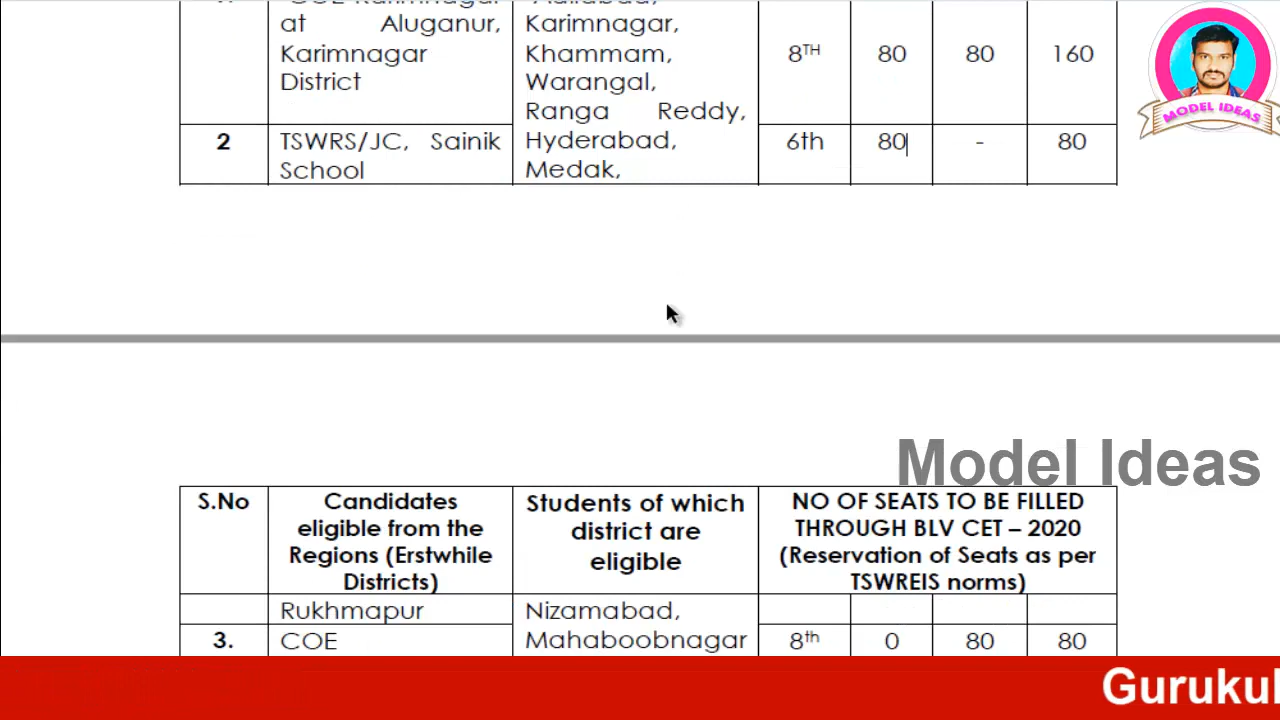 at Aluganur,
Karimnagar
District
Karimnagar,
Khammam,
Warangal,
Ranga Reddy,
Hyderabad,
Medak,
8TH 80 80 160
2 TSWRS/JC, Sainik
School
6th 80 - 80
MODEL IDEAS
Model Ideas
S.No
Candidates
eligible from the
Regions (Erstwhile
Districts)
Students of which
district are
eligible
NO OF SEATS TO BE FILLED
THROUGH BLV CET – 2020
(Reservation of Seats as per
TSWREIS norms)
Rukhmapur
Nizamabad,
3. COE
Mahaboobnagar
8th 0 80 80
Gurukul